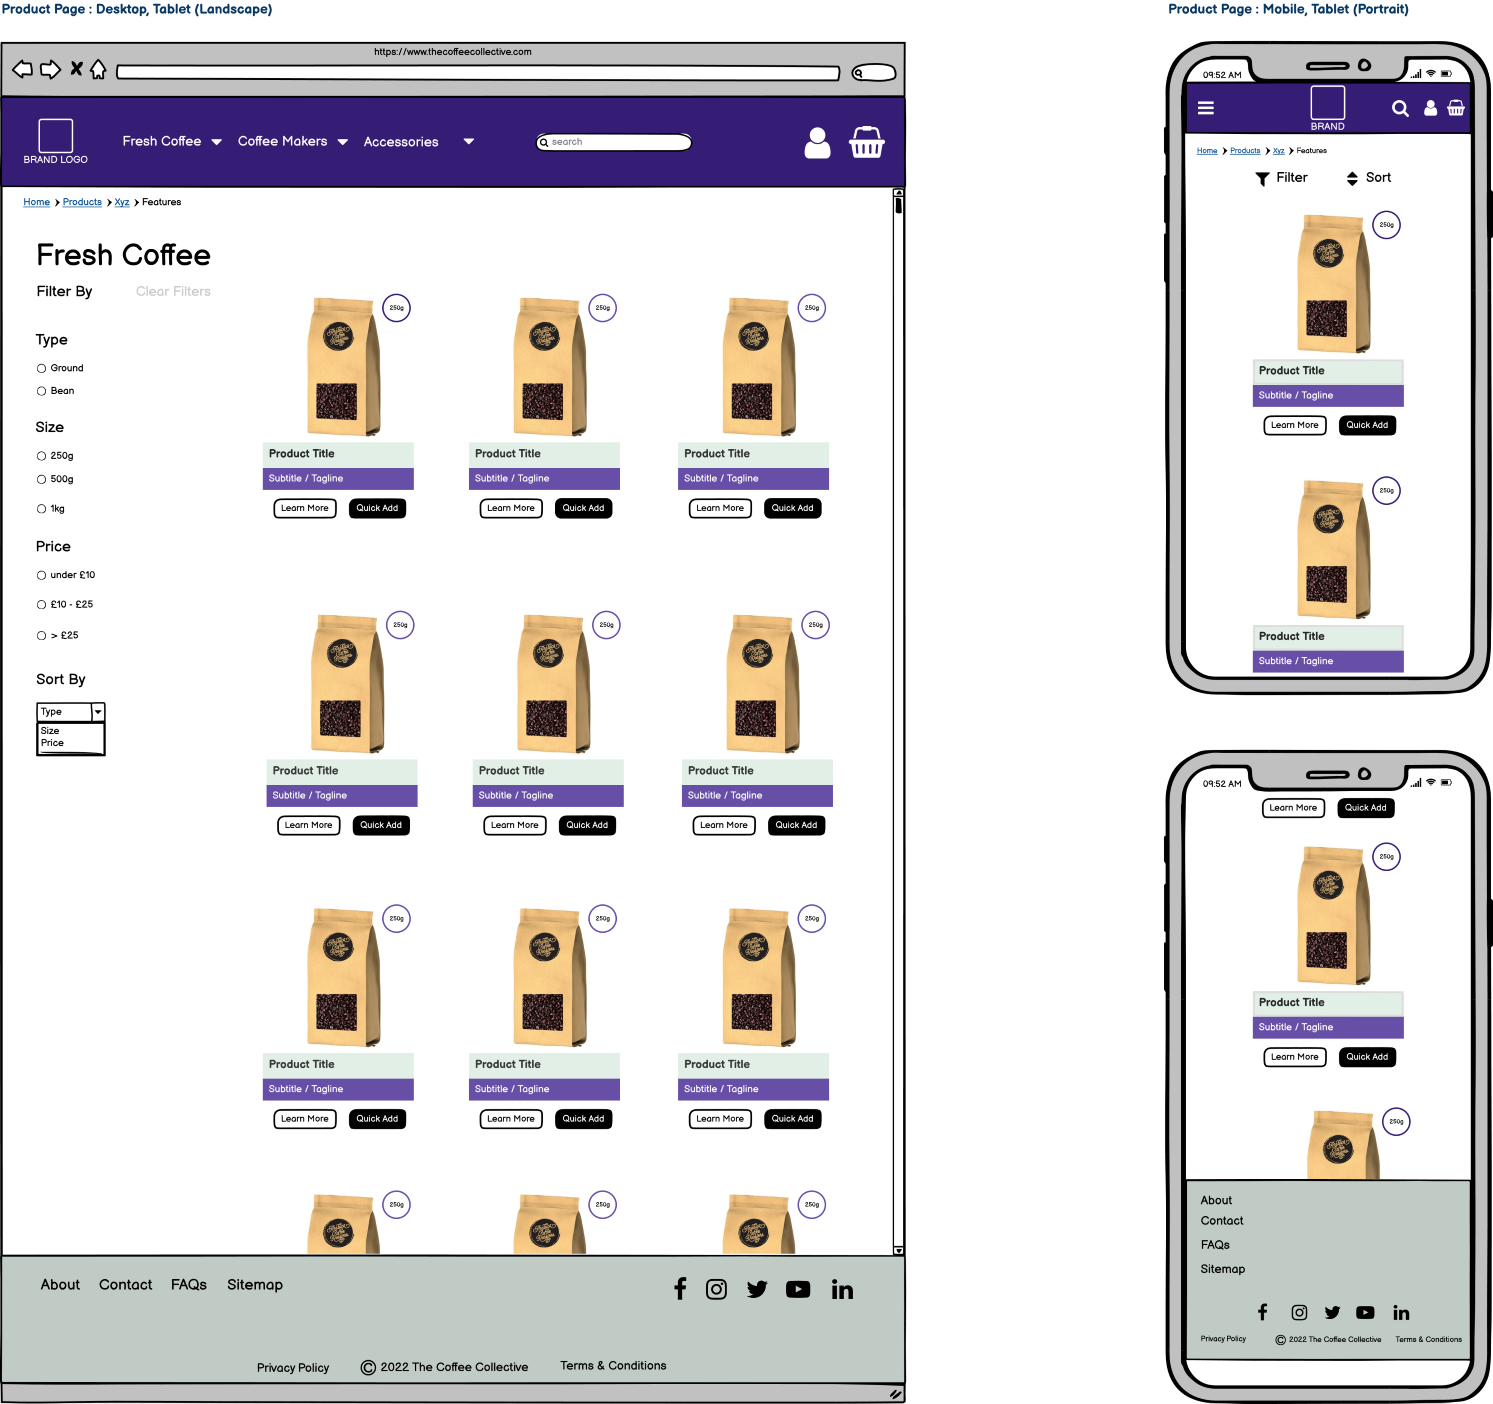 Product Page : Desktop, Tablet (Landscape)
https://www.thecoffeecollective.com
BRAND LOGO
Fresh Coffee
Coffee Makers
Accessories
search
Home
Products
Xyz
Features
Fresh Coffee
Filter By
Clear Filters
Type
Ground
Bean
Size
250g
500g
1kg
Price
under £10
£10 - £25
> £25
Sort By
Type
Size
Price
250g
250g
250g
Product Title
Product Title
Product Title
Subtitle / Tagline
Subtitle / Tagline
Subtitle / Tagline
Learn More
Quick Add
Learn More
Quick Add
Learn More
Quick Add
250g
250g
250g
Product Title
Product Title
Product Title
Subtitle / Tagline
Subtitle / Tagline
Subtitle / Tagline
Learn More
Quick Add
Learn More
Quick Add
Learn More
Quick Add
250g
250g
250g
Product Title
Product Title
Product Title
Subtitle / Tagline
Subtitle / Tagline
Subtitle / Tagline
Learn More
Quick Add
Learn More
Quick Add
Learn More
Quick Add
250g
250g
250g
About
Contact
FAQs
Sitemap
Privacy Policy
© 2022 The Coffee Collective
Terms & Conditions
Product Page : Mobile, Tablet (Portrait)
09:52 AM
BRAND
Home
Products
Xyz
Features
Filter
Sort
250g
Product Title
Subtitle / Tagline
Learn More
Quick Add
250g
Product Title
Subtitle / Tagline
09:52 AM
Learn More
Quick Add
250g
Product Title
Subtitle / Tagline
Learn More
Quick Add
250g
About
Contact
FAQs
Sitemap
Privacy Policy
© 2022 The Coffee Collective
Terms & Conditions